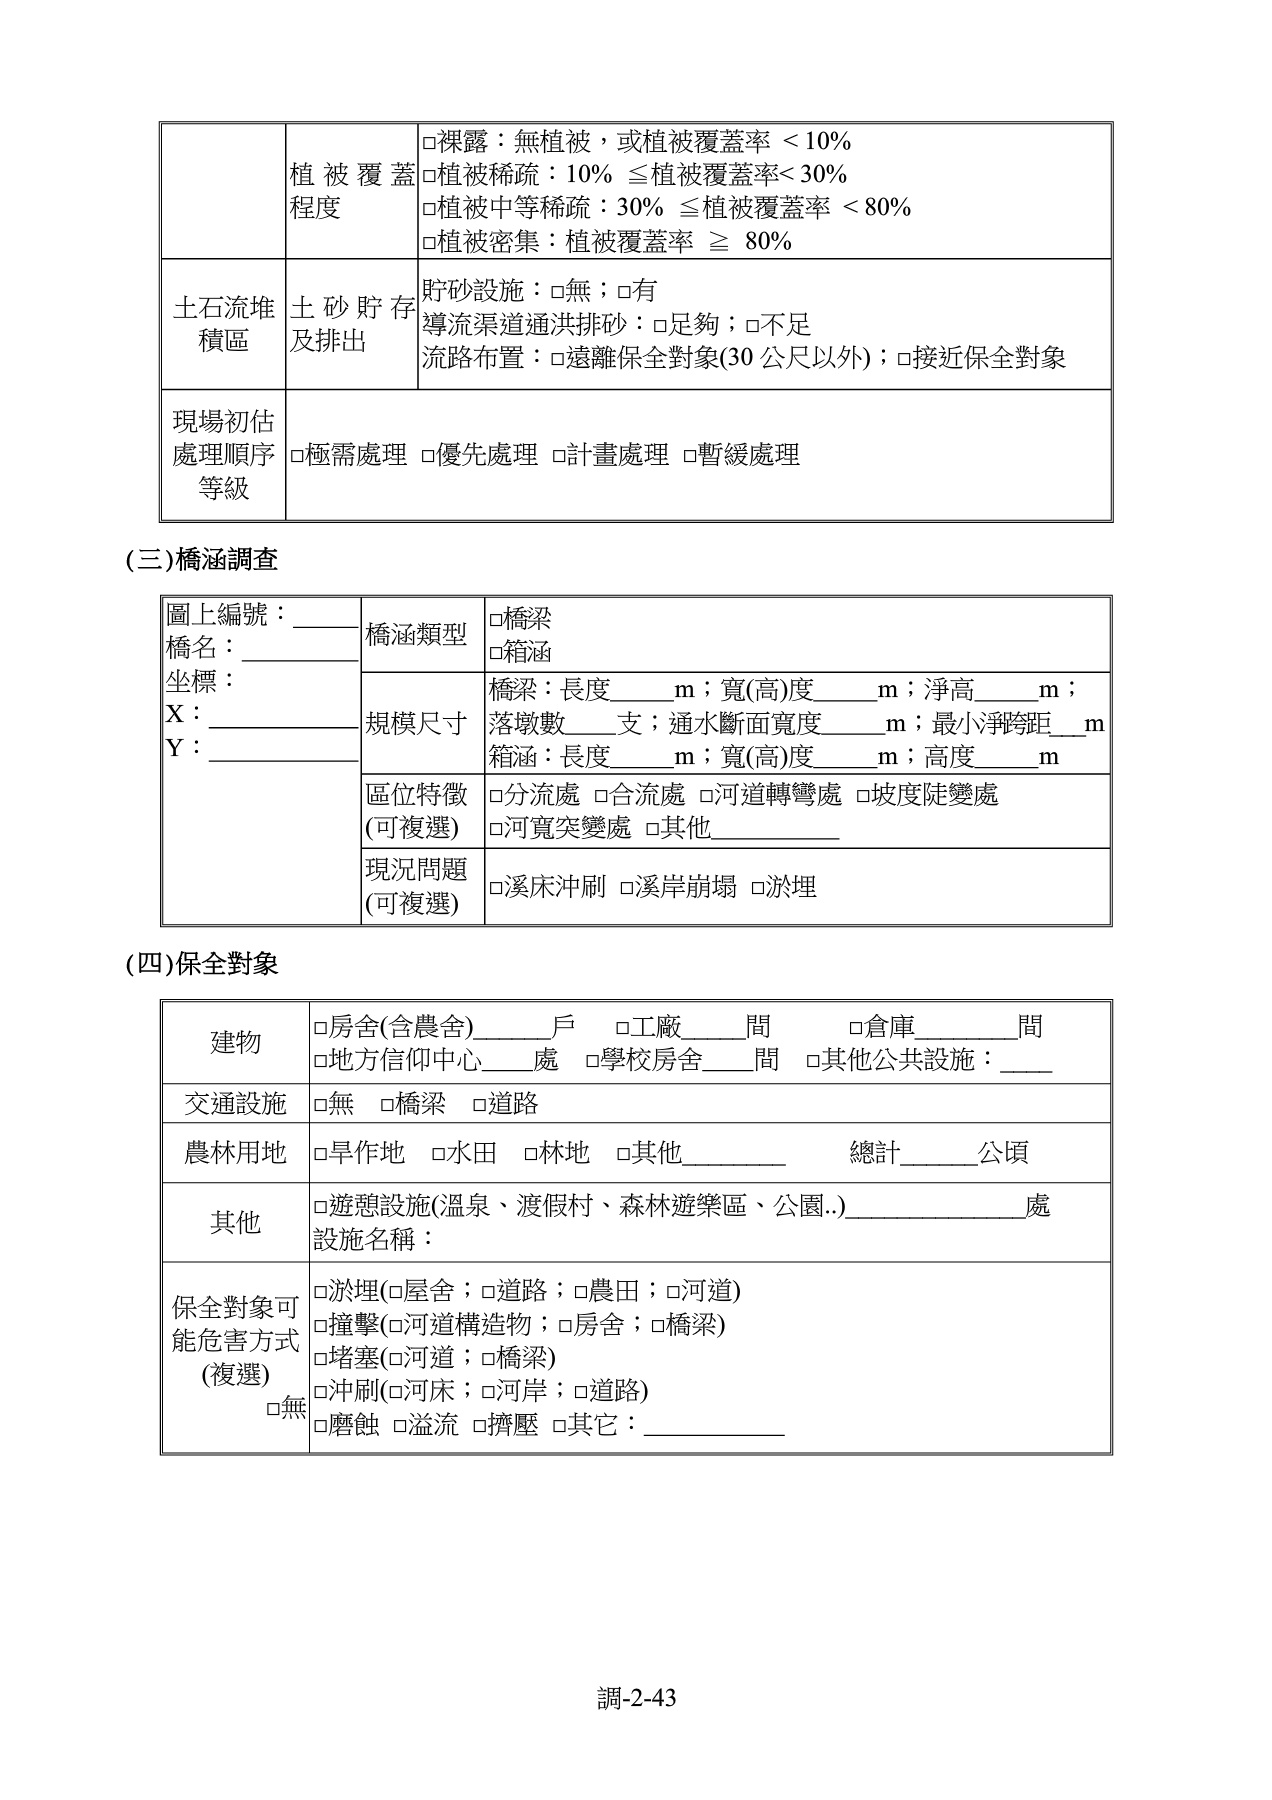 植被覆蓋
程度
□裸露：無植被，或植被覆蓋率 < 10%
□植被稀疏：10% ≦植被覆蓋率< 30%
□植被中等稀疏：30% ≦植被覆蓋率 < 80%
□植被密集：植被覆蓋率 ≧ 80%
土石流堆
積區
土砂貯存
及排出
貯砂設施：□無；□有
導流渠道通洪排砂：□足夠；□不足
流路布置：□遠離保全對象(30 公尺以外)；□接近保全對象
現場初估
處理順序
等級
□極需處理 □優先處理 □計畫處理 □暫緩處理
(三)橋涵調查
圖上編號：_____
橋名：_________
坐標：
X：___________
Y：___________
橋涵類型
□橋梁
□箱涵
規模尺寸
橋梁：長度_____m；寬(高)度_____m；淨高_____m；
落墩數____支；通水斷面寬度_____m；最小淨跨距___m
箱涵：長度_____m；寬(高)度_____m；高度_____m
區位特徵
(可複選)
□分流處 □合流處 □河道轉彎處 □坡度陡變處
□河寬突變處 □其他__________
現況問題
(可複選)
□溪床沖刷 □溪岸崩塌 □淤埋
(四)保全對象
建物
□房舍(含農舍)______戶 □工廠_____間 □倉庫________間
□地方信仰中心____處 □學校房舍____間 □其他公共設施：____
交通設施
□無 □橋梁 □道路
農林用地
□旱作地 □水田 □林地 □其他________ 總計______公頃
其他
□遊憩設施(溫泉、渡假村、森林遊樂區、公園..)______________處
設施名稱：
保全對象可
能危害方式
(複選)
□無
□淤埋(□屋舍；□道路；□農田；□河道)
□撞擊(□河道構造物；□房舍；□橋梁)
□堵塞(□河道；□橋梁)
□沖刷(□河床；□河岸；□道路)
□磨蝕 □溢流 □擠壓 □其它：___________
調-2-43